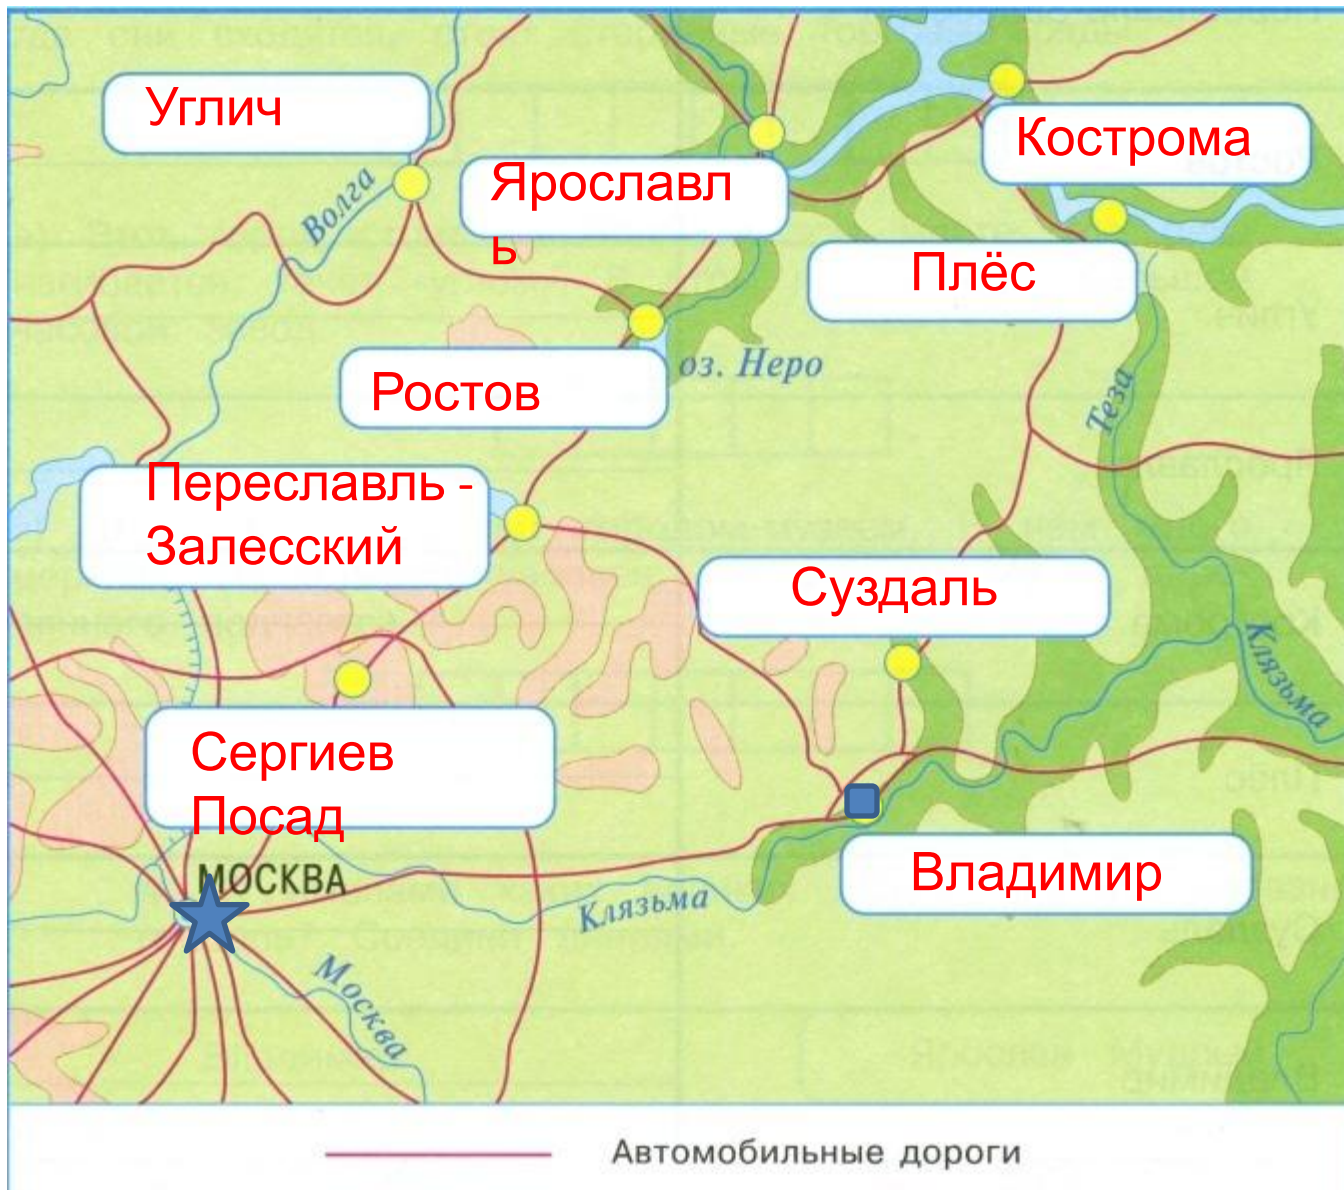 Углич
Кострома
Ярославл
ь
Волга
Плёс
оз. Неро
Ростов
Теза
Переславль -
Залесский
Суздаль
Клязьма
Сергиев
Посад
МОСКВА
Владимир
Клязьма
Москва
Автомобильные дороги